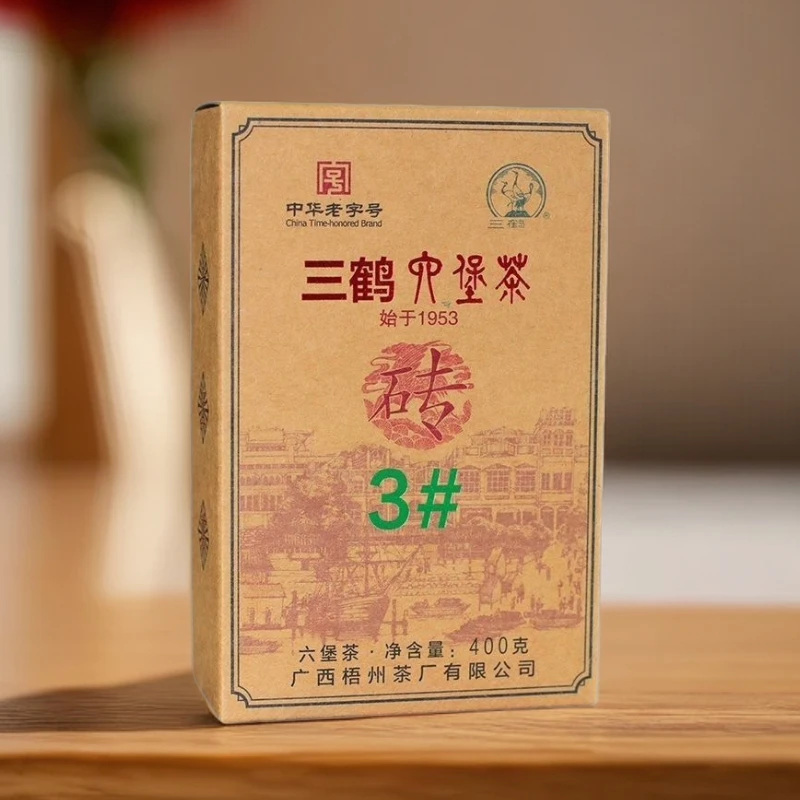 中华老字号
China Time-honored Brand
三鹤
®
三鹤六堡茶
始于1953
砖
3#
六堡茶·净含量：400克
广西梧州茶厂有限公司